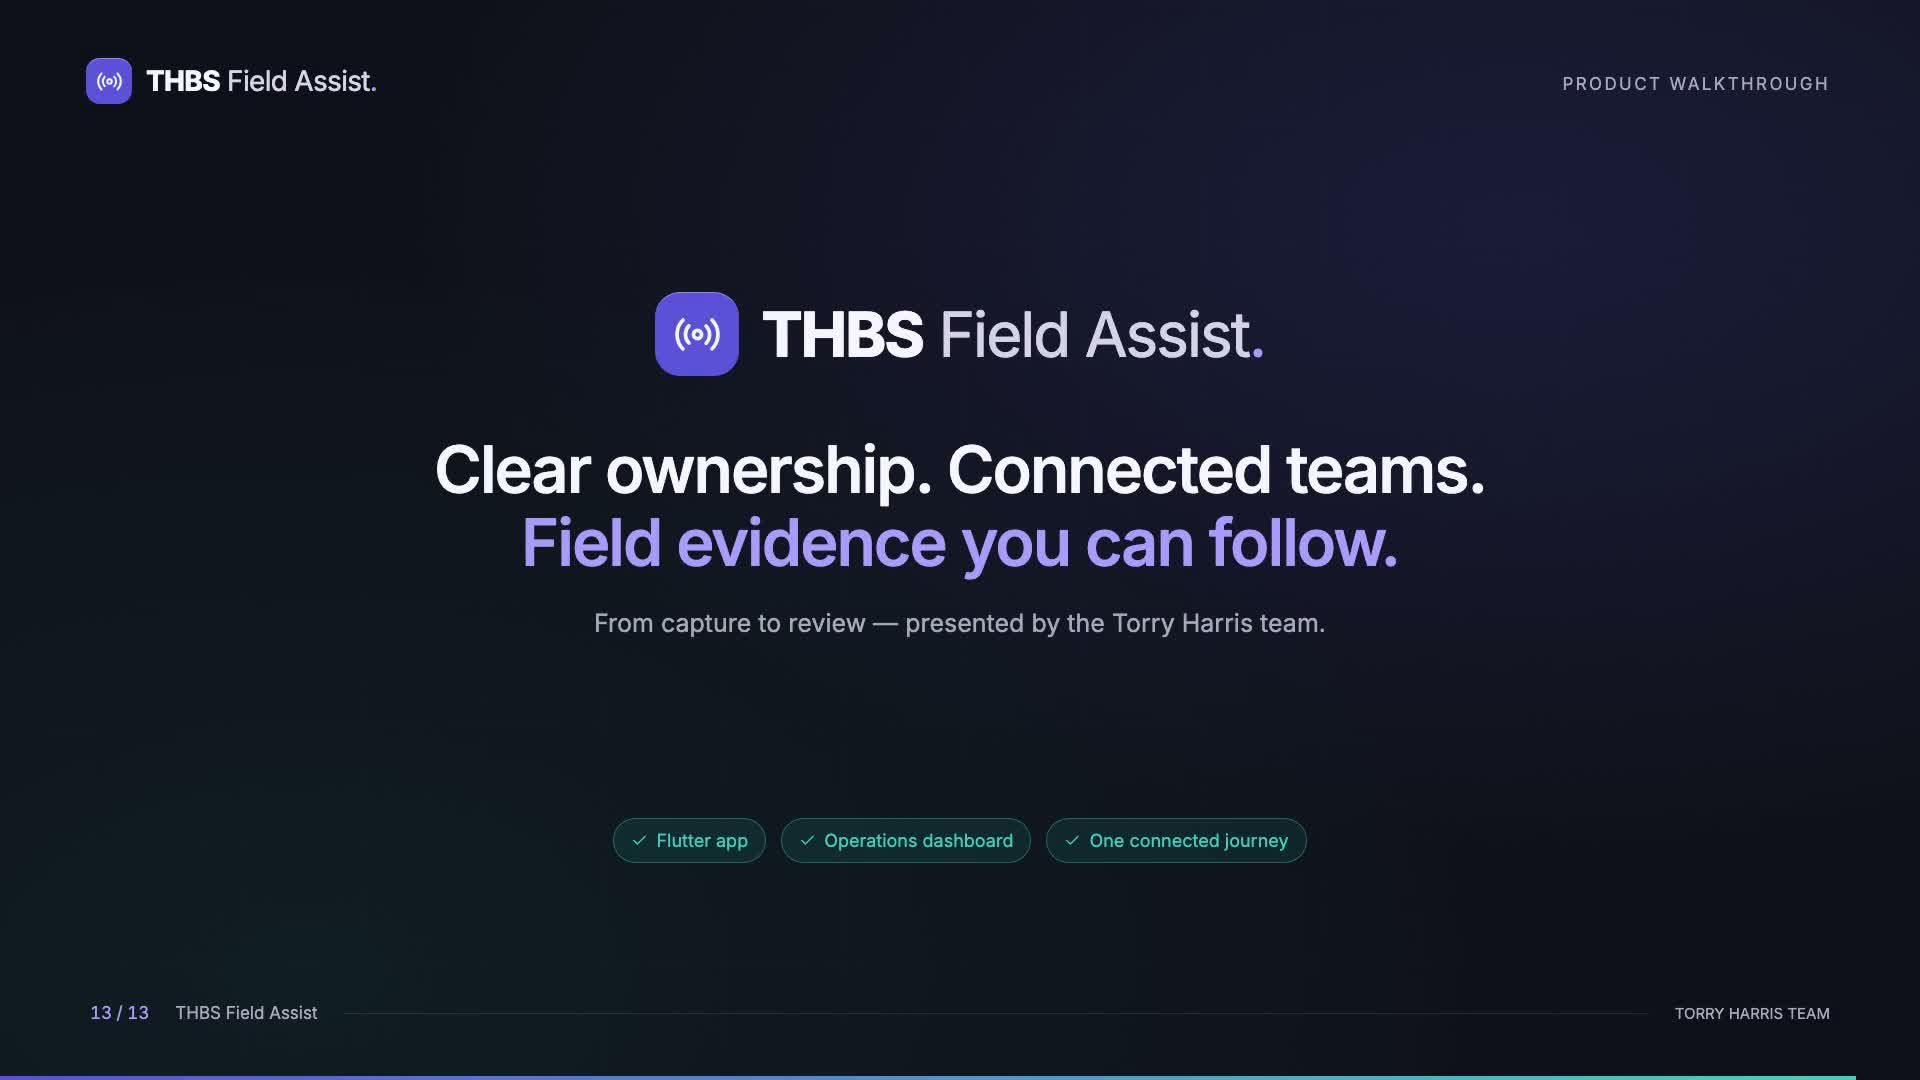 THBS Field Assist.
PRODUCT WALKTHROUGH
THBS Field Assist.
Clear ownership. Connected teams.
Field evidence you can follow.
From capture to review — presented by the Torry Harris team.
Flutter app
Operations dashboard
One connected journey
13 / 13
THBS Field Assist
TORRY HARRIS TEAM